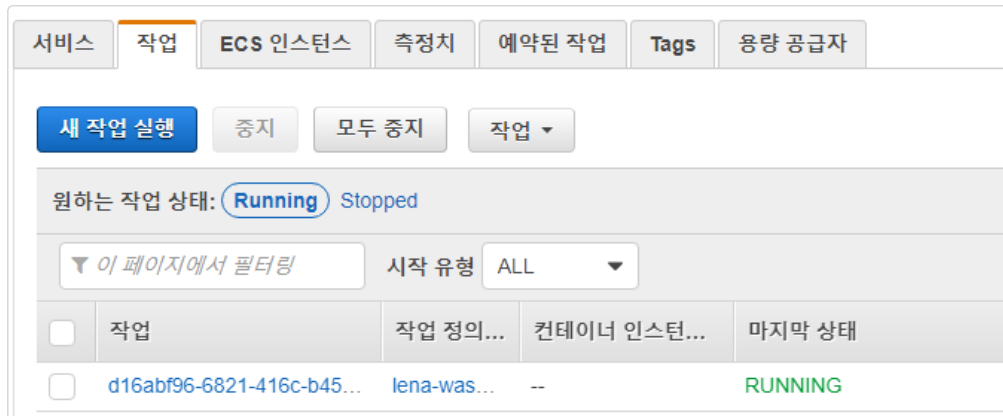 서비스 작업 ECS 인스턴스 측정치 예약된 작업 Tags 용량 공급자
새 작업 실행 중지 모두 중지 작업
원하는 작업 상태: Running Stopped
이 페이지에서 필터링 시작 유형 ALL
작업 작업 정의... 컨테이너 인스턴... 마지막 상태
d16abf96-6821-416c-b45... lena-was... -- RUNNING